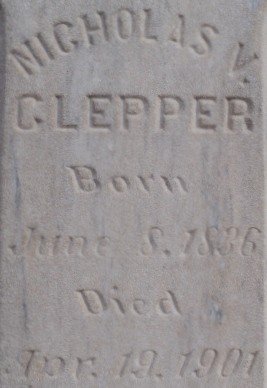 NICHOLAS V.
CLEPPER
Born
June 8. 1836
Died
Apr. 19. 1901